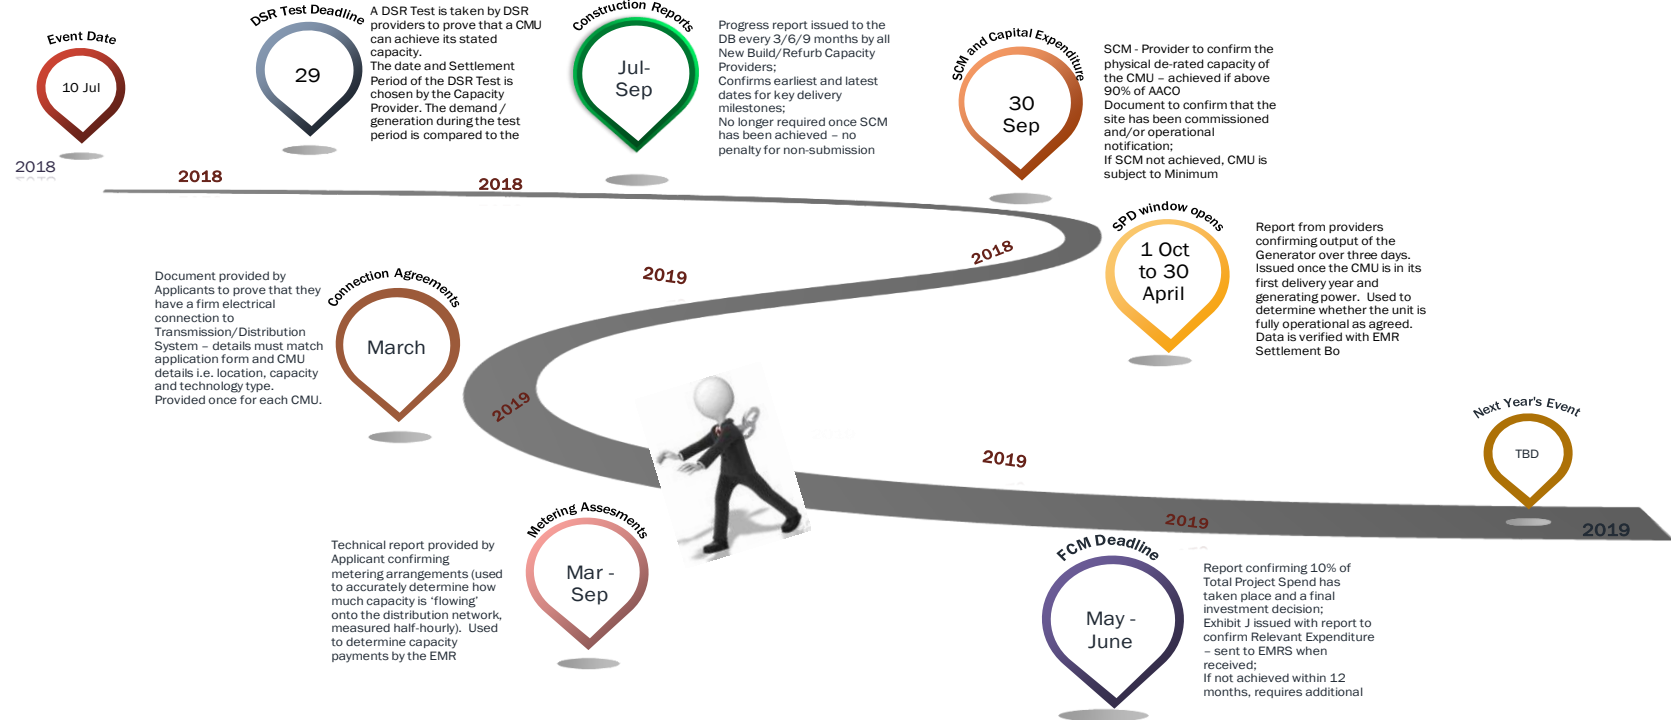 Event Date
10 Jul
2018
DSR Test Deadline
29
A DSR Test is taken by DSR
providers to prove that a CMU
can achieve its stated
capacity.
The date and Settlement
Period of the DSR Test is
chosen by the Capacity
Provider. The demand /
generation during the test
period is compared to the
2018
Construction Reports
Jul-
Sep
Progress report issued to the
DB every 3/6/9 months by all
New Build/Refurb Capacity
Providers;
Confirms earliest and latest
dates for key delivery
milestones;
No longer required once SCM
has been achieved – no
penalty for non-submission
2018
SCM and Capital Expenditure
30
Sep
SCM - Provider to confirm the
physical de-rated capacity of
the CMU – achieved if above
90% of AACO
Document to confirm that the
site has been commissioned
and/or operational
notification;
If SCM not achieved, CMU is
subject to Minimum
2018
SPD window opens
1 Oct
to 30
April
Report from providers
confirming output of the
Generator over three days.
Issued once the CMU is in its
first delivery year and
generating power.  Used to
determine whether the unit is
fully operational as agreed.
Data is verified with EMR
Settlement Bo
2019
Document provided by
Applicants to prove that they
have a firm electrical
connection to
Transmission/Distribution
System – details must match
application form and CMU
details i.e. location, capacity
and technology type.
Provided once for each CMU.
Connection Agreements
March
2019
Technical report provided by
Applicant confirming
metering arrangements (used
to accurately determine how
much capacity is ‘flowing’
onto the distribution network,
measured half-hourly).  Used
to determine capacity
payments by the EMR
Metering Assesments
Mar -
Sep
2019
2019
FCM Deadline
May -
June
Report confirming 10% of
Total Project Spend has
taken place and a final
investment decision;
Exhibit J issued with report to
confirm Relevant Expenditure
– sent to EMRS when
received;
If not achieved within 12
months, requires additional
Next Year's Event
TBD
2019